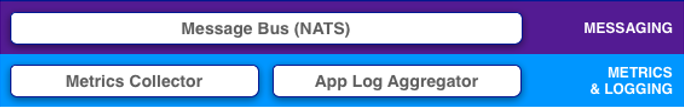 Message Bus (NATS)
MESSAGING
Metrics Collector
App Log Aggregator
METRICS
& LOGGING